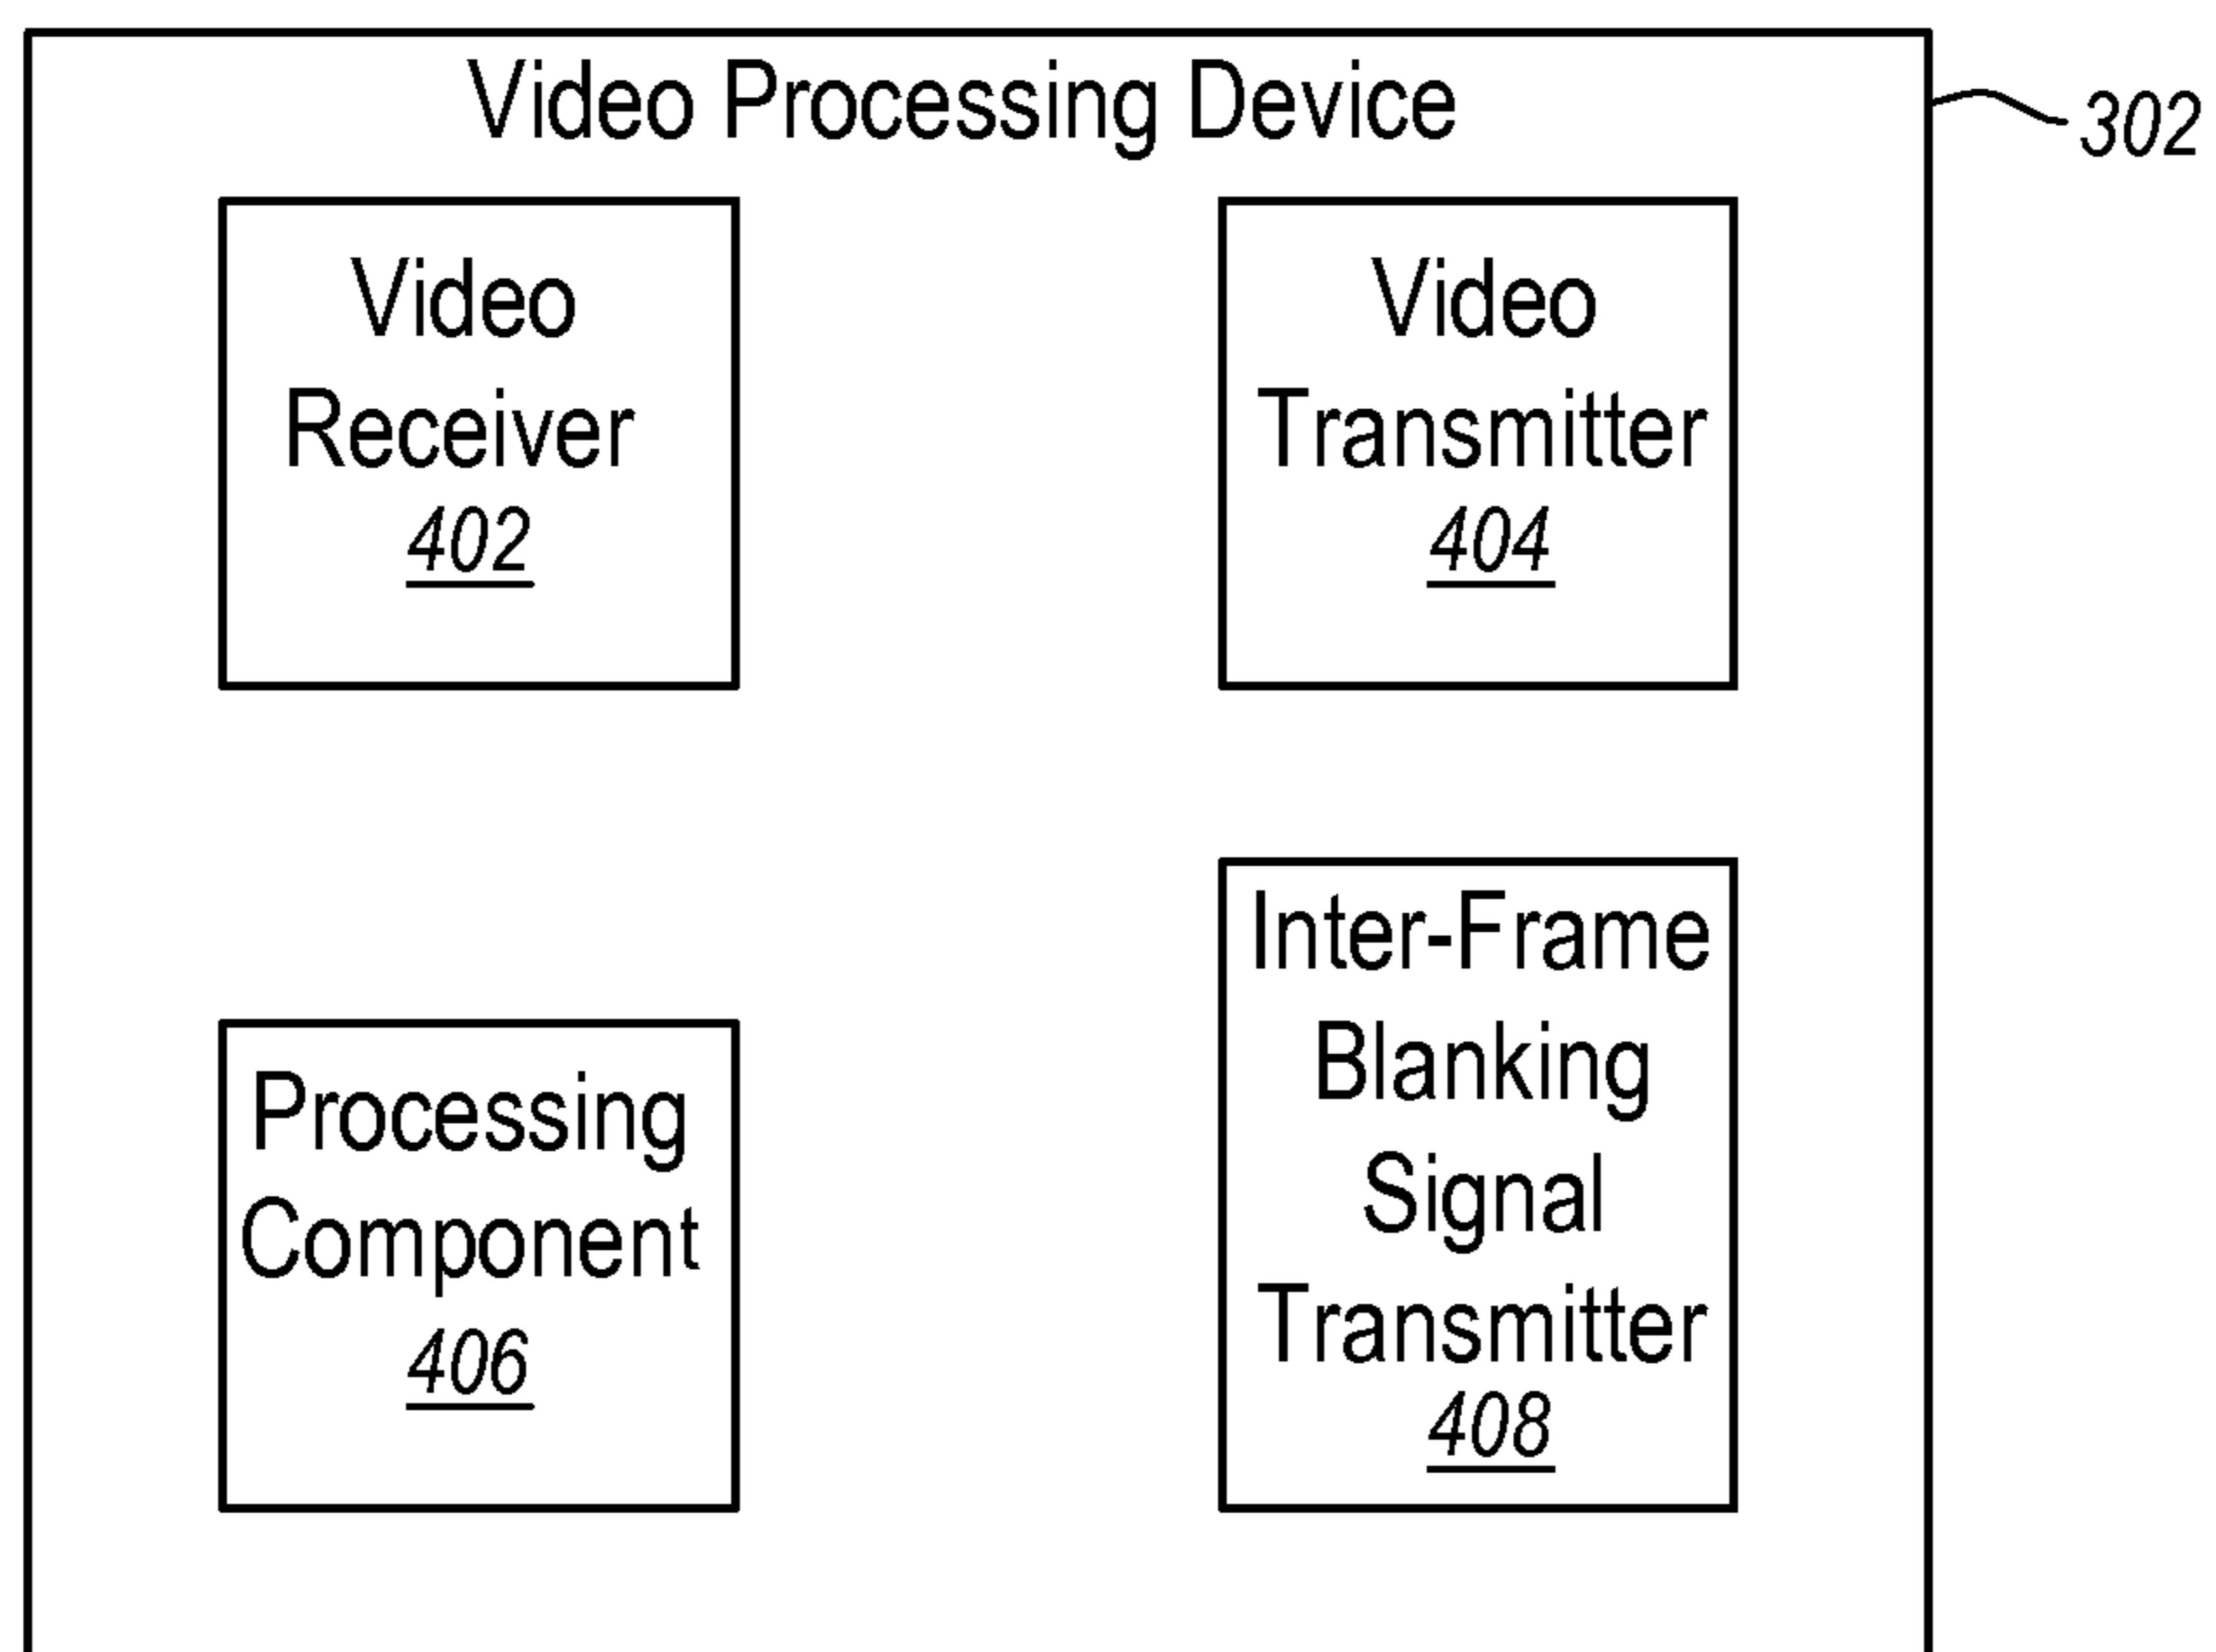 Video Processing Device
302
Video
Receiver
402
Video
Transmitter
404
Processing
Component
406
Inter-Frame
Blanking
Signal
Transmitter
408